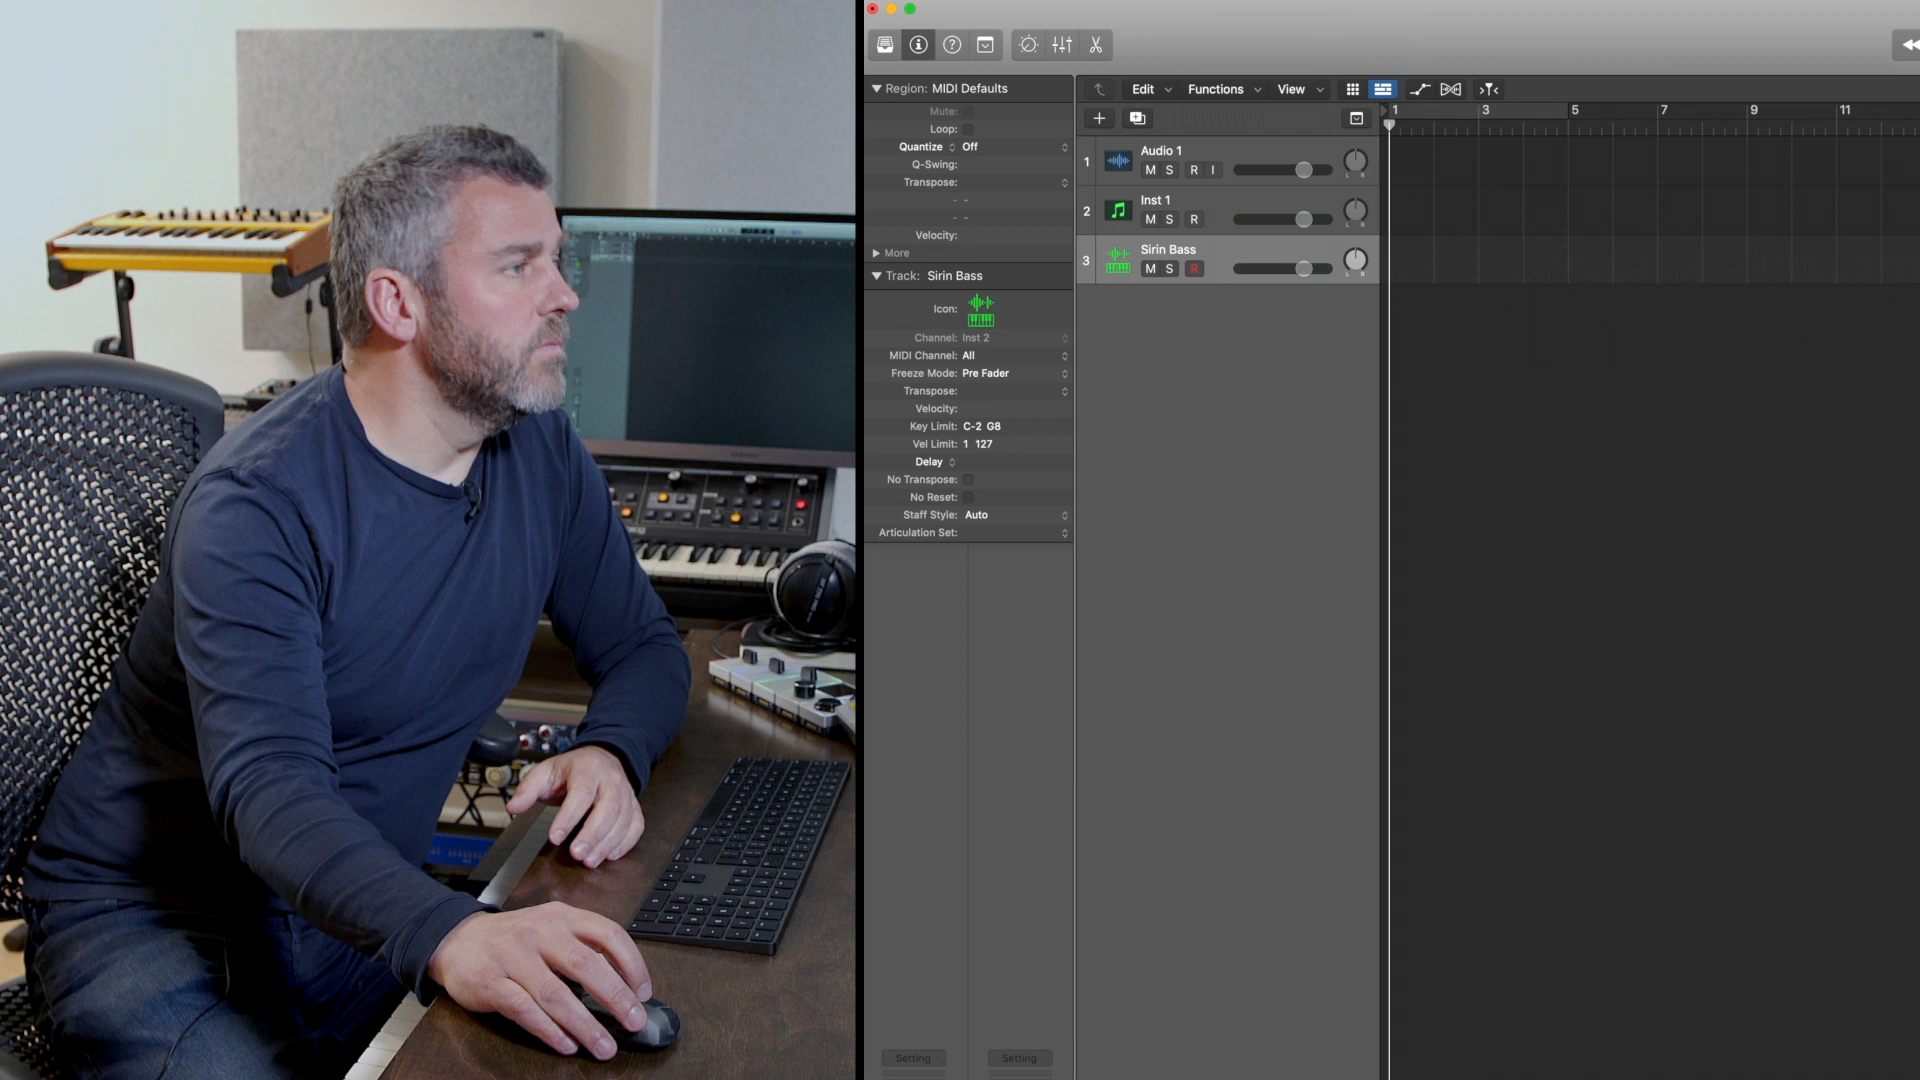 Region: MIDI Defaults
Mute:
Loop:
Quantize Off
Q-Swing:
Transpose:
- -
- -
Velocity:
More
Track: Sirin Bass
Icon:
Channel: Inst 2
MIDI Channel: All
Freeze Mode: Pre Fader
Transpose:
Velocity:
Key Limit: C-2 G8
Vel Limit: 1 127
Delay
No Transpose:
No Reset:
Staff Style: Auto
Articulation Set:
Setting Setting
Edit Functions View
1 3 5 7 9 11
1 Audio 1
M S R I
L R
2 Inst 1
M S R
L R
3 Sirin Bass
M S R
L R